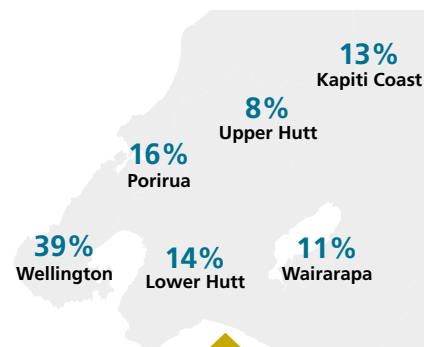 13%
Kapiti Coast
8%
Upper Hutt
16%
Porirua
39%
Wellington
14%
Lower Hutt
11%
Wairarapa